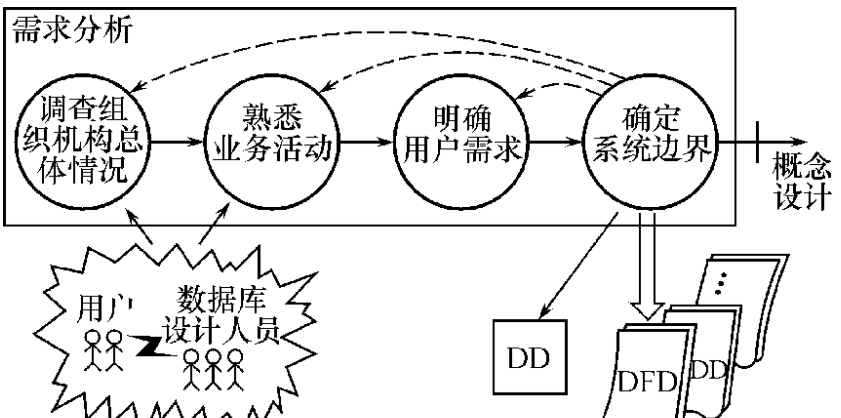 需求分析
调查组
织机构总
体情况
熟悉
业务活动
明确
用户需求
确定
系统边界
概念
设计
用户
数据库
设计人员
DD
DFD
DD
⋮